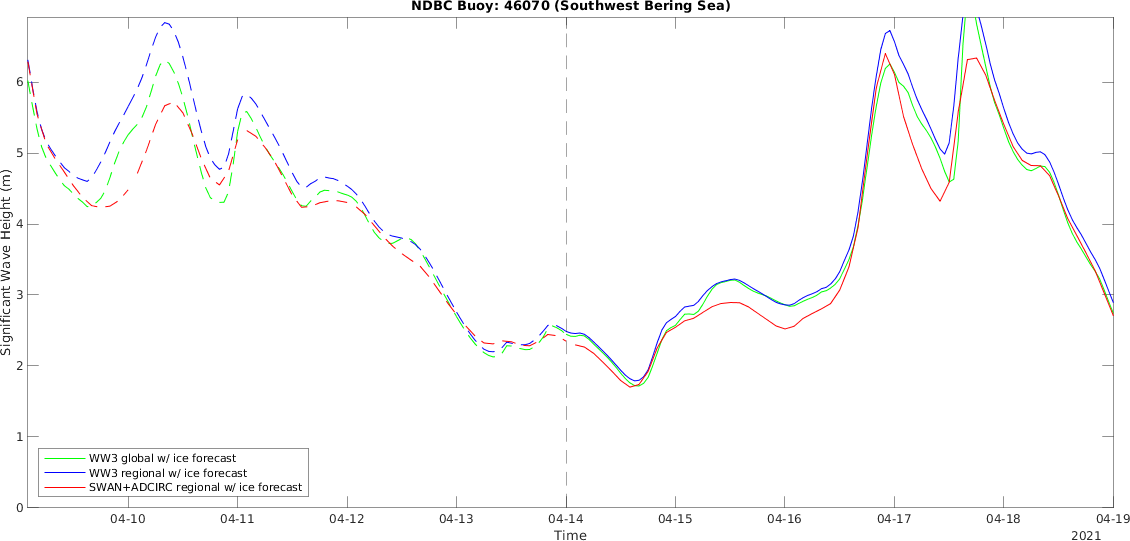 NDBC Buoy: 46070 (Southwest Bering Sea)
Significant Wave Height (m)
6
5
4
3
2
1
0
WW3 global w/ ice forecast
WW3 regional w/ ice forecast
SWAN+ADCIRC regional w/ ice forecast
04-10 04-11 04-12 04-13 04-14 04-15 04-16 04-17 04-18 04-19
Time
2021